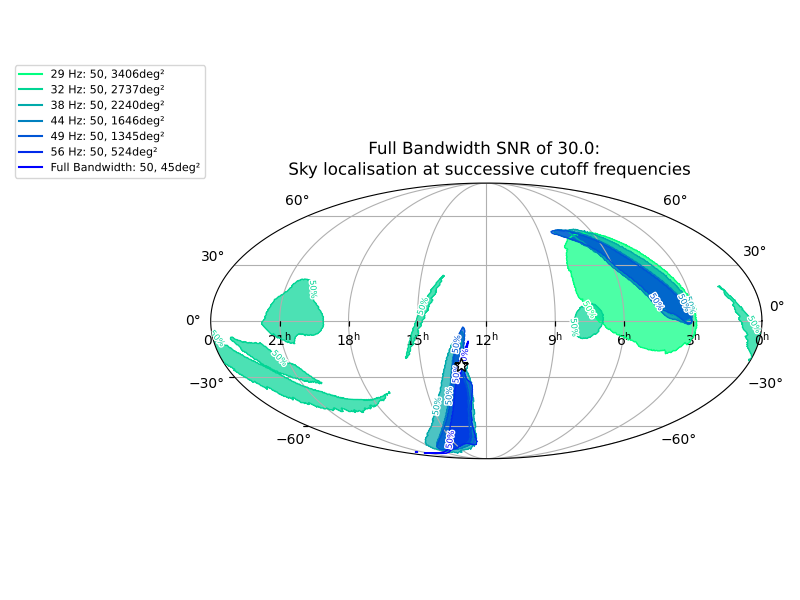 29 Hz: 50, 3406deg²
32 Hz: 50, 2737deg²
38 Hz: 50, 2240deg²
44 Hz: 50, 1646deg²
49 Hz: 50, 1345deg²
56 Hz: 50, 524deg²
Full Bandwidth: 50, 45deg²
Full Bandwidth SNR of 30.0:
Sky localisation at successive cutoff frequencies
60° 60°
30° 30°
50% 50% 50% 50% 50% 50%
0° 0°
50% 50% 50%
0 21h 18h 15h 12h 9h 6h 3h 0h
50% 50% 50% 50%
−30° −30°
50% 50% 50%
−60° −60°
50%